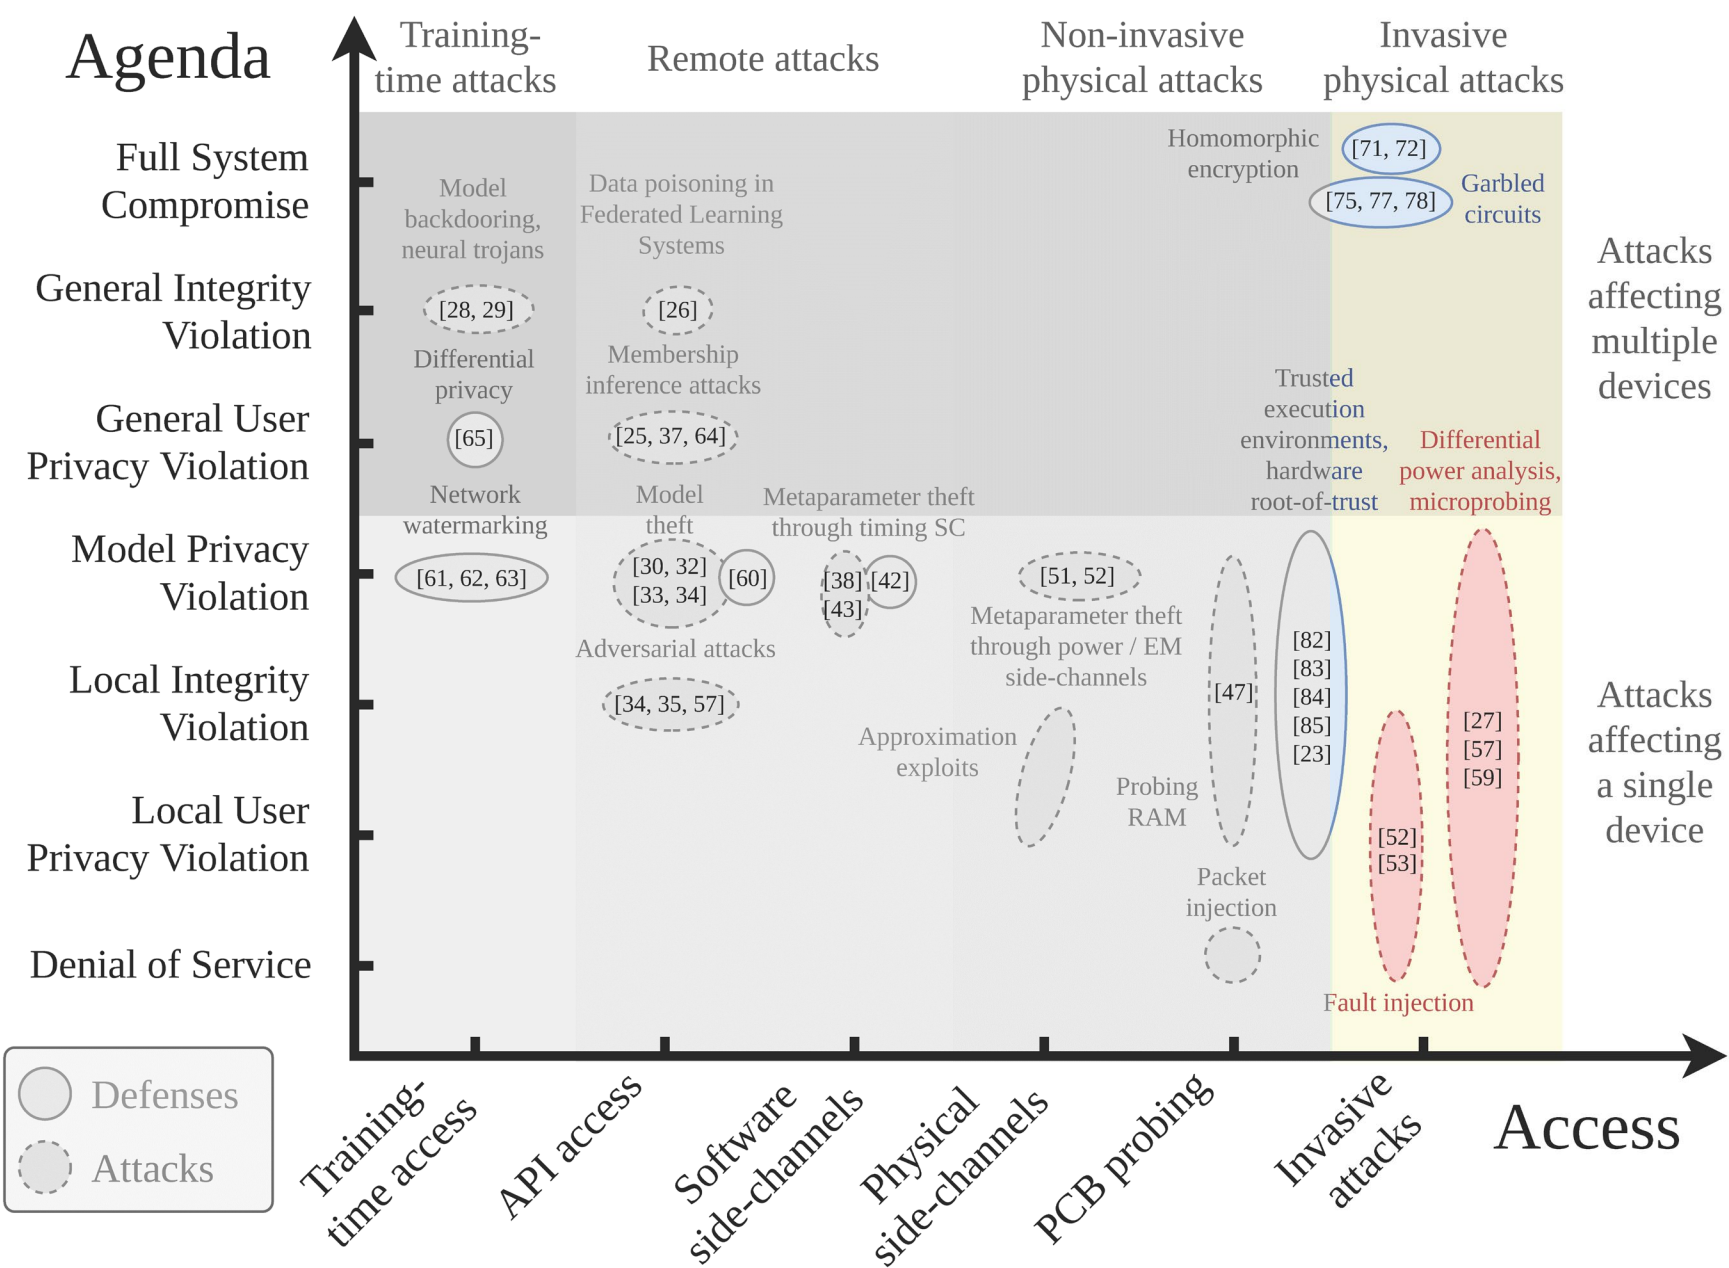 Agenda
Training-
time attacks
Remote attacks
Non-invasive
physical attacks
Invasive
physical attacks
Full System
Compromise
General Integrity
Violation
General User
Privacy Violation
Model Privacy
Violation
Local Integrity
Violation
Local User
Privacy Violation
Denial of Service
Model
backdooring,
neural trojans
[28, 29]
Differential
privacy
[65]
Network
watermarking
[61, 62, 63]
Data poisoning in
Federated Learning
Systems
[26]
Membership
inference attacks
[25, 37, 64]
Model
theft
[30, 32]
[33, 34]
[60]
Adversarial attacks
[34, 35, 57]
Metaparameter theft
through timing SC
[38]
[43]
[42]
[51, 52]
Metaparameter theft
through power / EM
side-channels
Approximation
exploits
Probing
RAM
[47]
Packet
injection
Homomorphic
encryption
[71, 72]
[75, 77, 78]
Garbled
circuits
Trusted
execution
environments,
hardware
root-of-trust
[82]
[83]
[84]
[85]
[23]
Differential
power analysis,
microprobing
[27]
[57]
[59]
[52]
[53]
Fault injection
Attacks
affecting
multiple
devices
Attacks
affecting
a single
device
Defenses
Attacks
Training-
time access
API access
Software
side-channels
Physical
side-channels
PCB probing
Invasive
attacks
Access